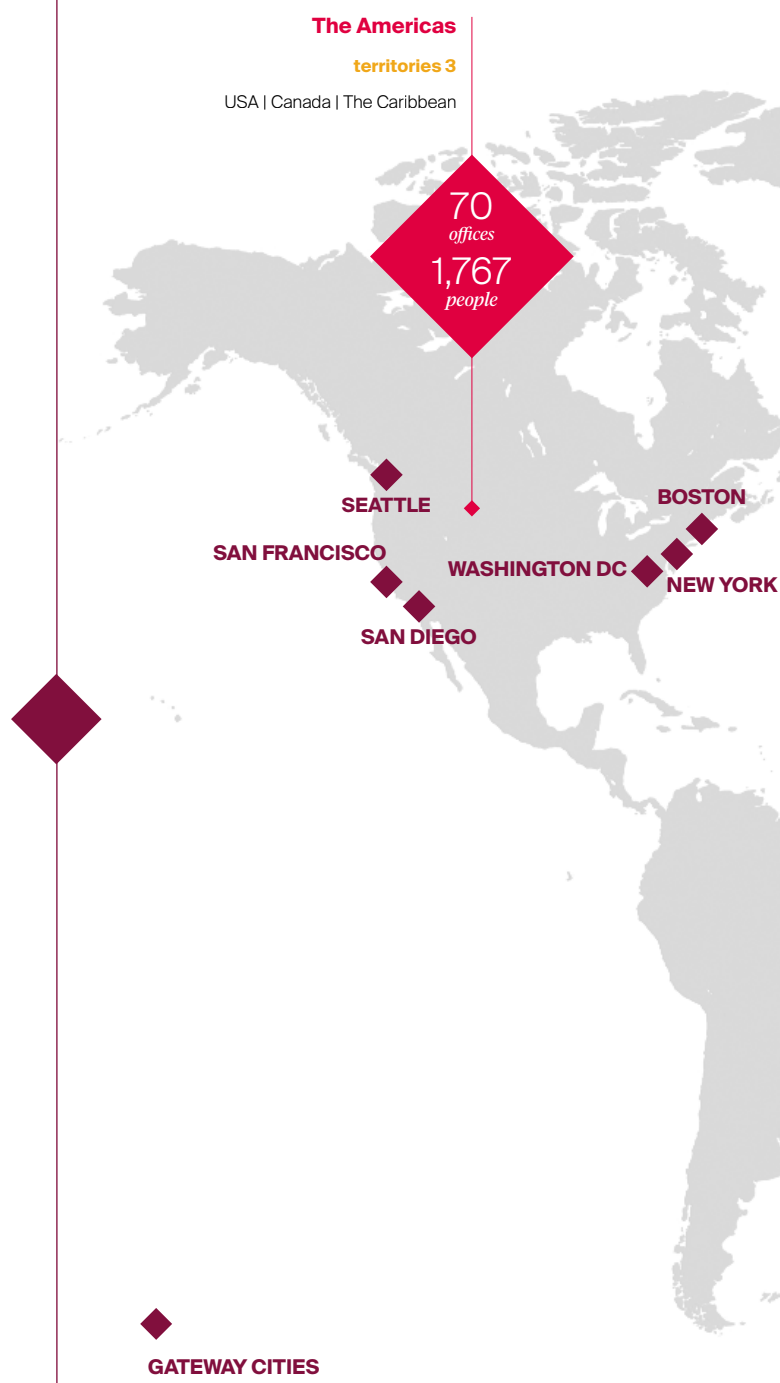 The Americas
territories 3
USA | Canada | The Caribbean
70
offices
1,767
people
SEATTLE
BOSTON
SAN FRANCISCO
WASHINGTON DC
NEW YORK
SAN DIEGO
GATEWAY CITIES